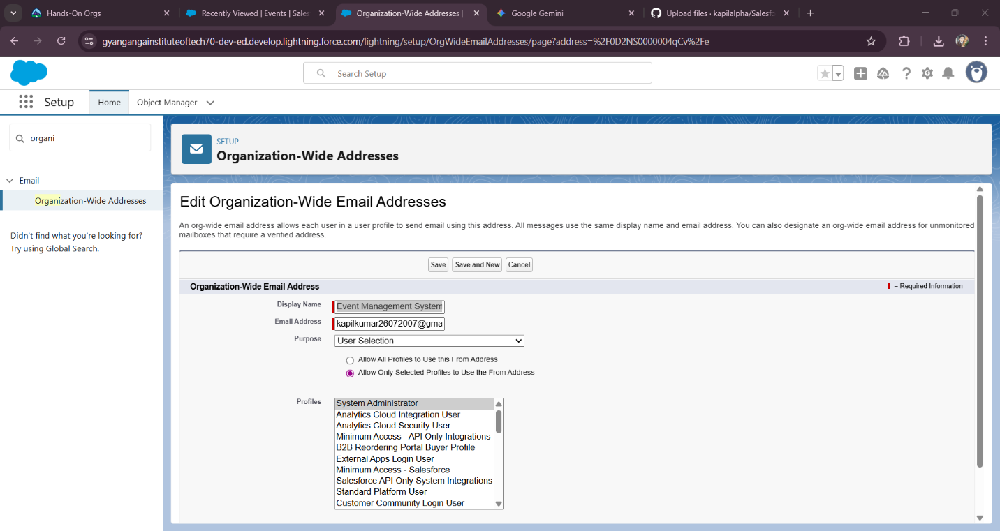 Hands-On Orgs
Recently Viewed | Events | Sales
Organization-Wide Addresses |
Google Gemini
Upload files · kapilalpha/Salesfo
gyangangainstituteoftech70-dev-ed.develop.lightning.force.com/lightning/setup/OrgWideEmailAddresses/page?address=%2F0D2NS0000004qCv%2Fe
Search Setup
Setup
Home
Object Manager
organi
Email
Organization-Wide Addresses
Didn't find what you're looking for?
Try using Global Search.
SETUP
Organization-Wide Addresses
Edit Organization-Wide Email Addresses
An org-wide email address allows each user in a user profile to send email using this address. All messages use the same display name and email address. You can also designate an org-wide email address for unmonitored
mailboxes that require a verified address.
Save
Save and New
Cancel
Organization-Wide Email Address
= Required Information
Display Name
Event Management System
Email Address
kapilkumar26072007@gma
Purpose
User Selection
Allow All Profiles to Use this From Address
Allow Only Selected Profiles to Use the From Address
Profiles
System Administrator
Analytics Cloud Integration User
Analytics Cloud Security User
Minimum Access - API Only Integrations
B2B Reordering Portal Buyer Profile
External Apps Login User
Minimum Access - Salesforce
Salesforce API Only System Integrations
Standard Platform User
Customer Community Login User